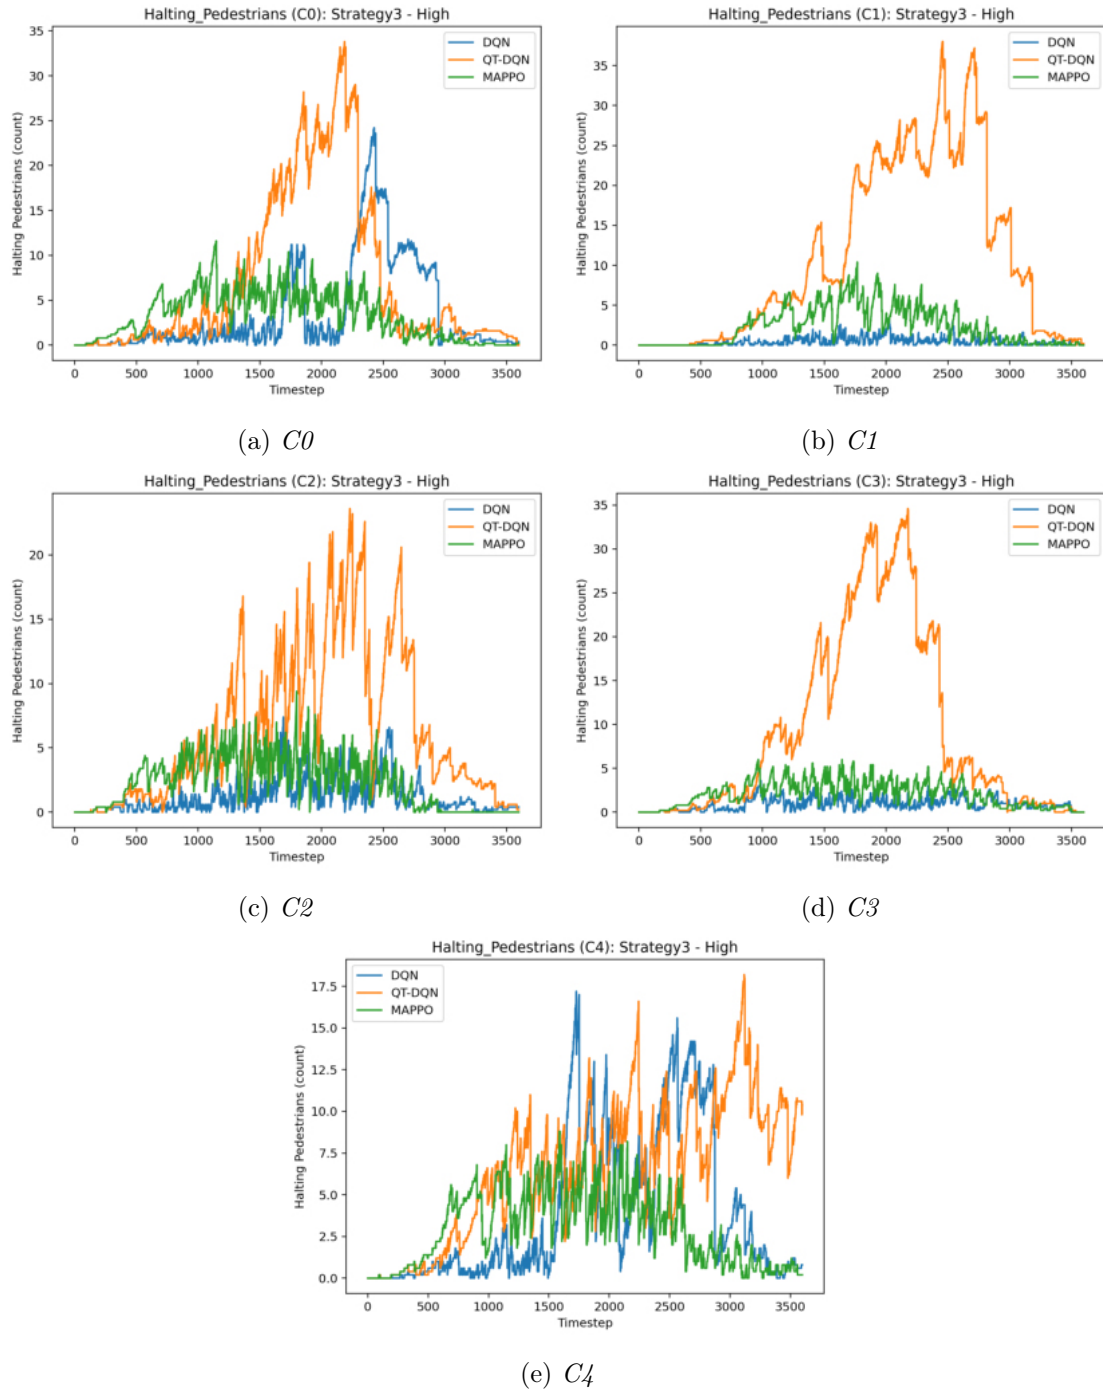 Halting_Pedestrians (C0): Strategy3 - High
Halting Pedestrians (count)
35
30
25
20
15
10
5
0
DQN
QT-DQN
MAPPO
0 500 1000 1500 2000 2500 3000 3500
Timestep
(a) C0
Halting_Pedestrians (C1): Strategy3 - High
Halting Pedestrians (count)
35
30
25
20
15
10
5
0
DQN
QT-DQN
MAPPO
0 500 1000 1500 2000 2500 3000 3500
Timestep
(b) C1
Halting_Pedestrians (C2): Strategy3 - High
Halting Pedestrians (count)
20
15
10
5
0
DQN
QT-DQN
MAPPO
0 500 1000 1500 2000 2500 3000 3500
Timestep
(c) C2
Halting_Pedestrians (C3): Strategy3 - High
Halting Pedestrians (count)
35
30
25
20
15
10
5
0
DQN
QT-DQN
MAPPO
0 500 1000 1500 2000 2500 3000 3500
Timestep
(d) C3
Halting_Pedestrians (C4): Strategy3 - High
Halting Pedestrians (count)
17.5
15.0
12.5
10.0
7.5
5.0
2.5
0.0
DQN
QT-DQN
MAPPO
0 500 1000 1500 2000 2500 3000 3500
Timestep
(e) C4